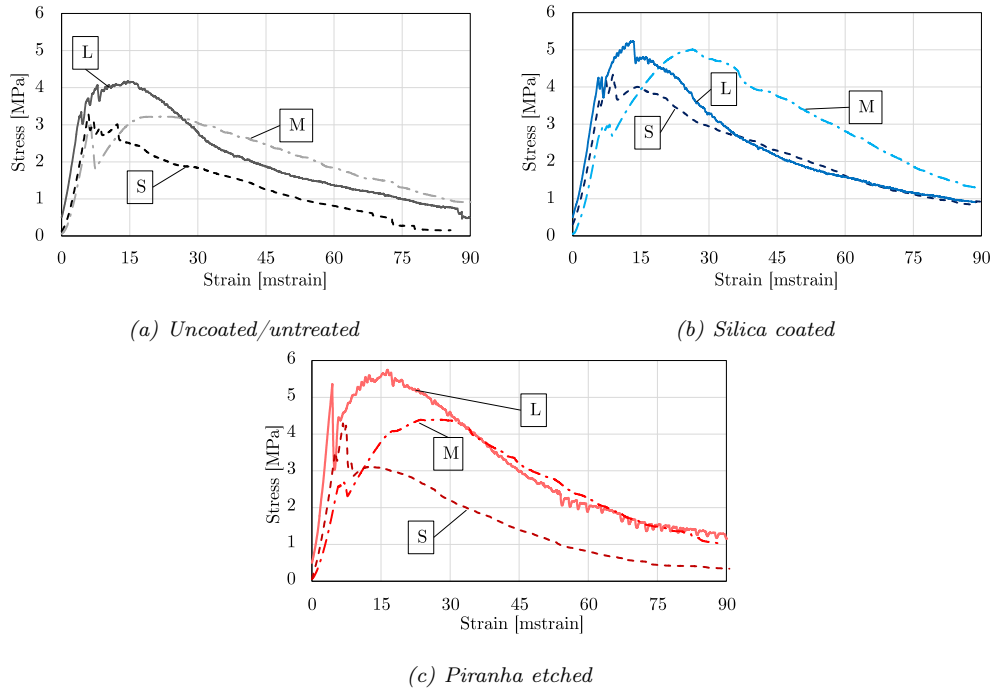 6
5
4
3
2
1
0
Stress [MPa]
L
M
S
0 15 30 45 60 75 90
Strain [mstrain]
(a) Uncoated/untreated
6
5
4
3
2
1
0
Stress [MPa]
L
M
S
0 15 30 45 60 75 90
Strain [mstrain]
(b) Silica coated
6
5
4
3
2
1
0
Stress [MPa]
L
M
S
0 15 30 45 60 75 90
Strain [mstrain]
(c) Piranha etched